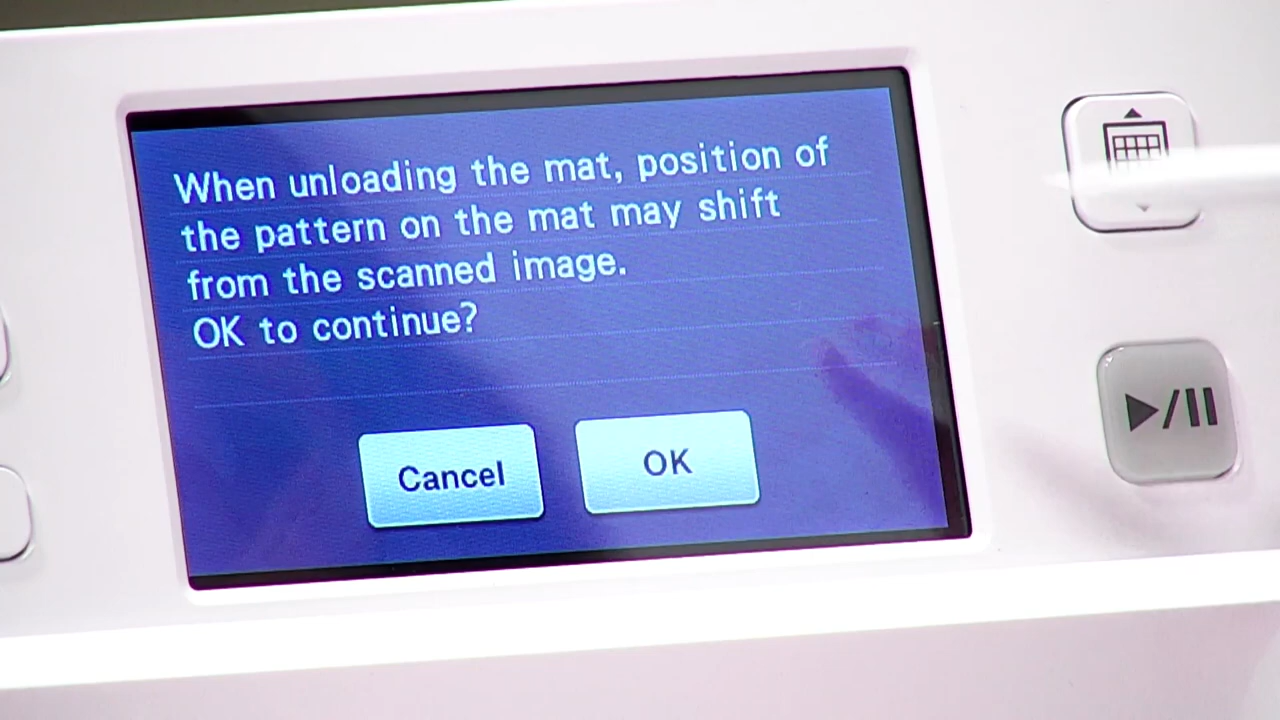 When unloading the mat, position of
the pattern on the mat may shift
from the scanned image.
OK to continue?
Cancel OK